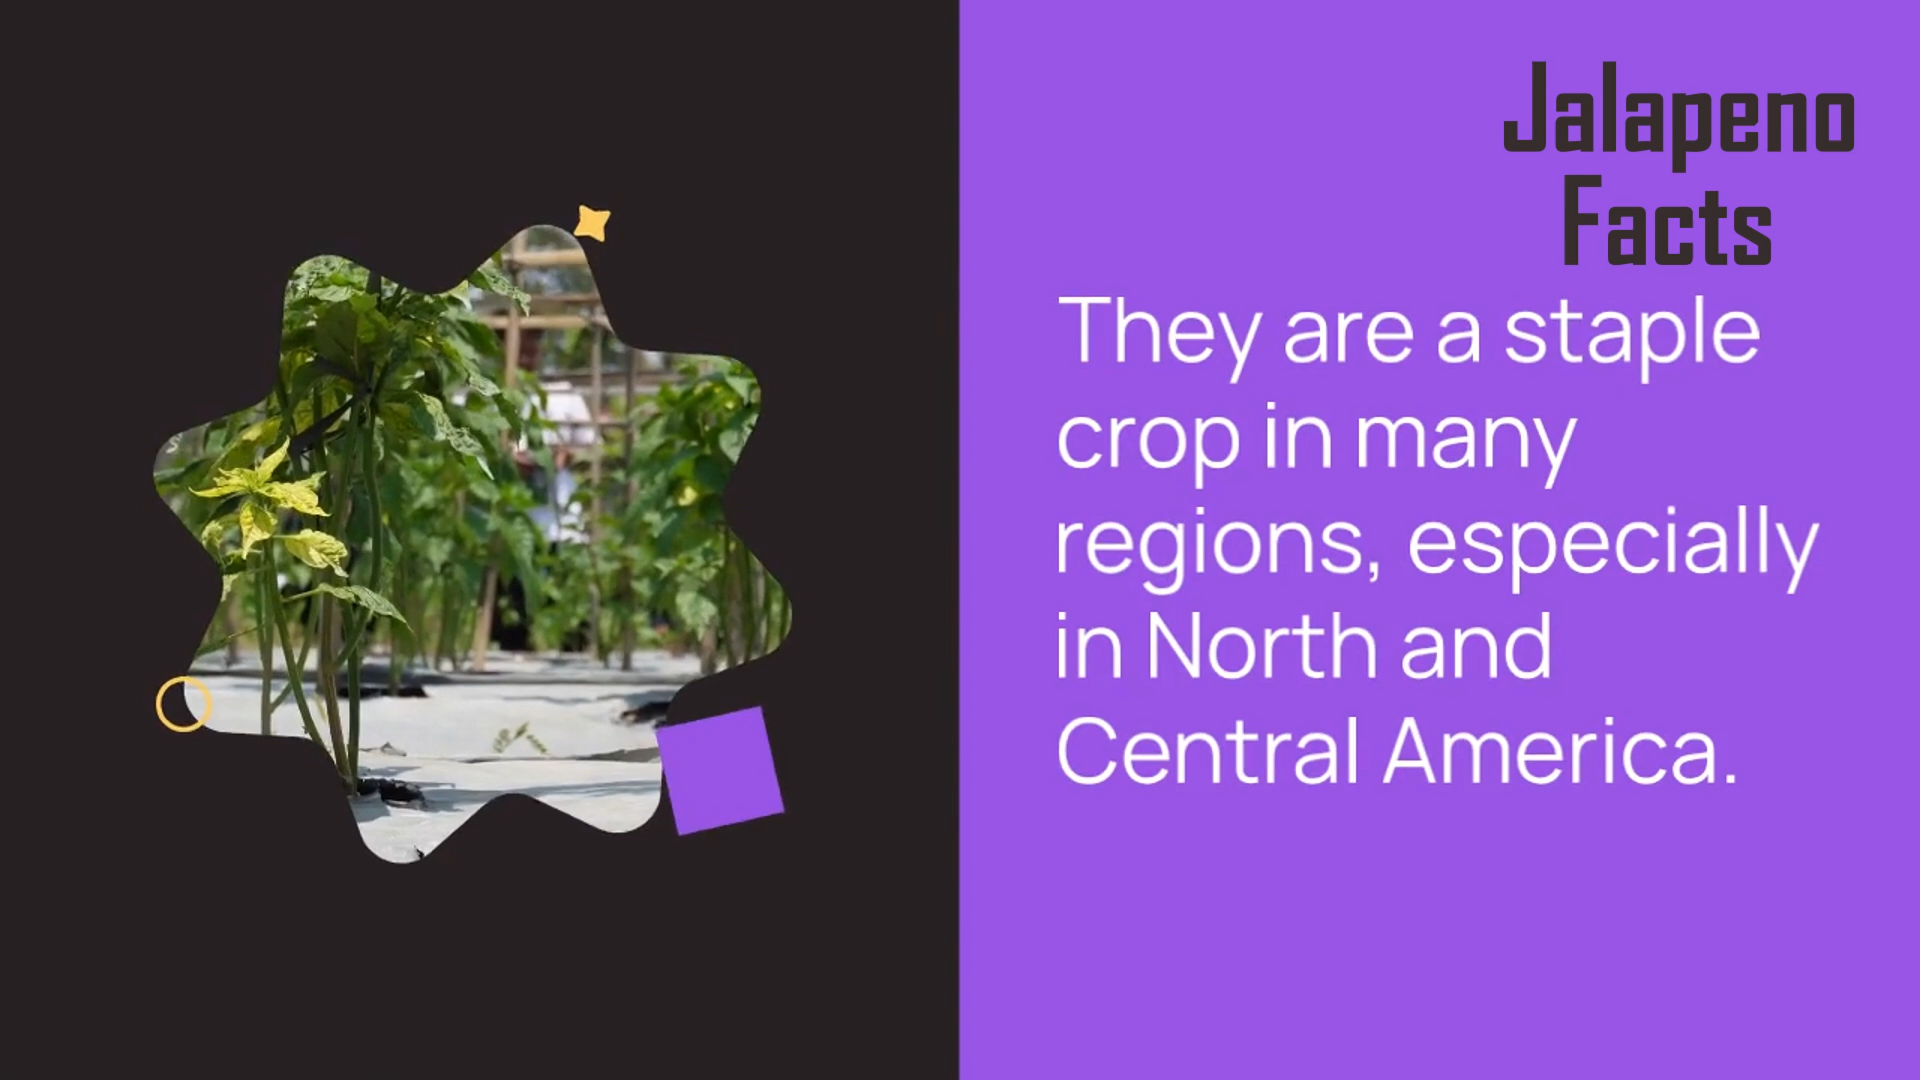 Jalapeno
Facts
They are a staple
crop in many
regions, especially
in North and
Central America.